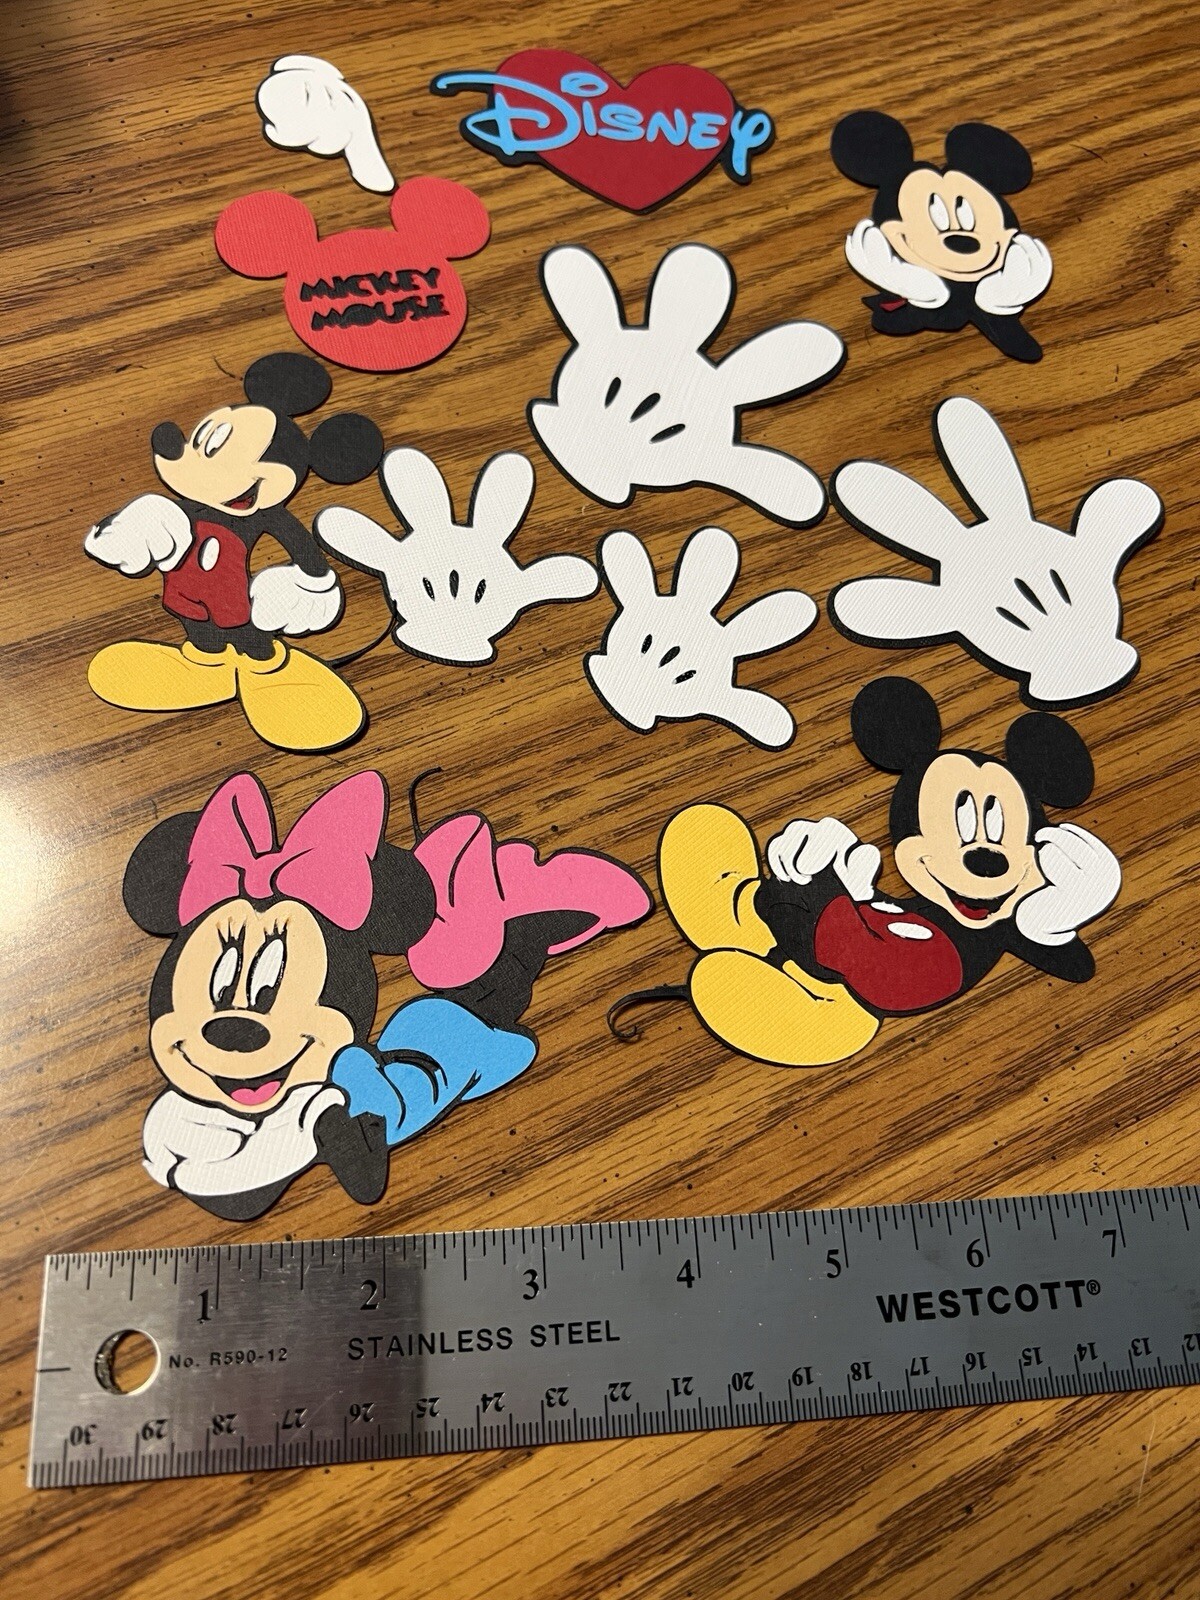 Disney
MICKEY
MOUSE
1 2 3 4 5 6 7
WESTCOTT®
STAINLESS STEEL
No. R590-12
30 29 28 27 26 25 24 23 22 21 20 19 18 17 16 15 14 13 12